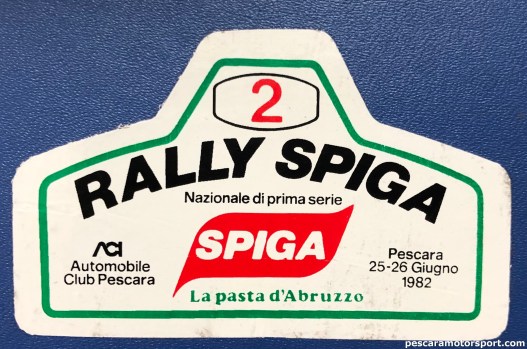 2
RALLY SPIGA
Nazionale di prima serie
SPIGA
ACI
Automobile
Club Pescara
Pescara
25-26 Giugno
1982
La pasta d'Abruzzo
pescaramotorsport.com